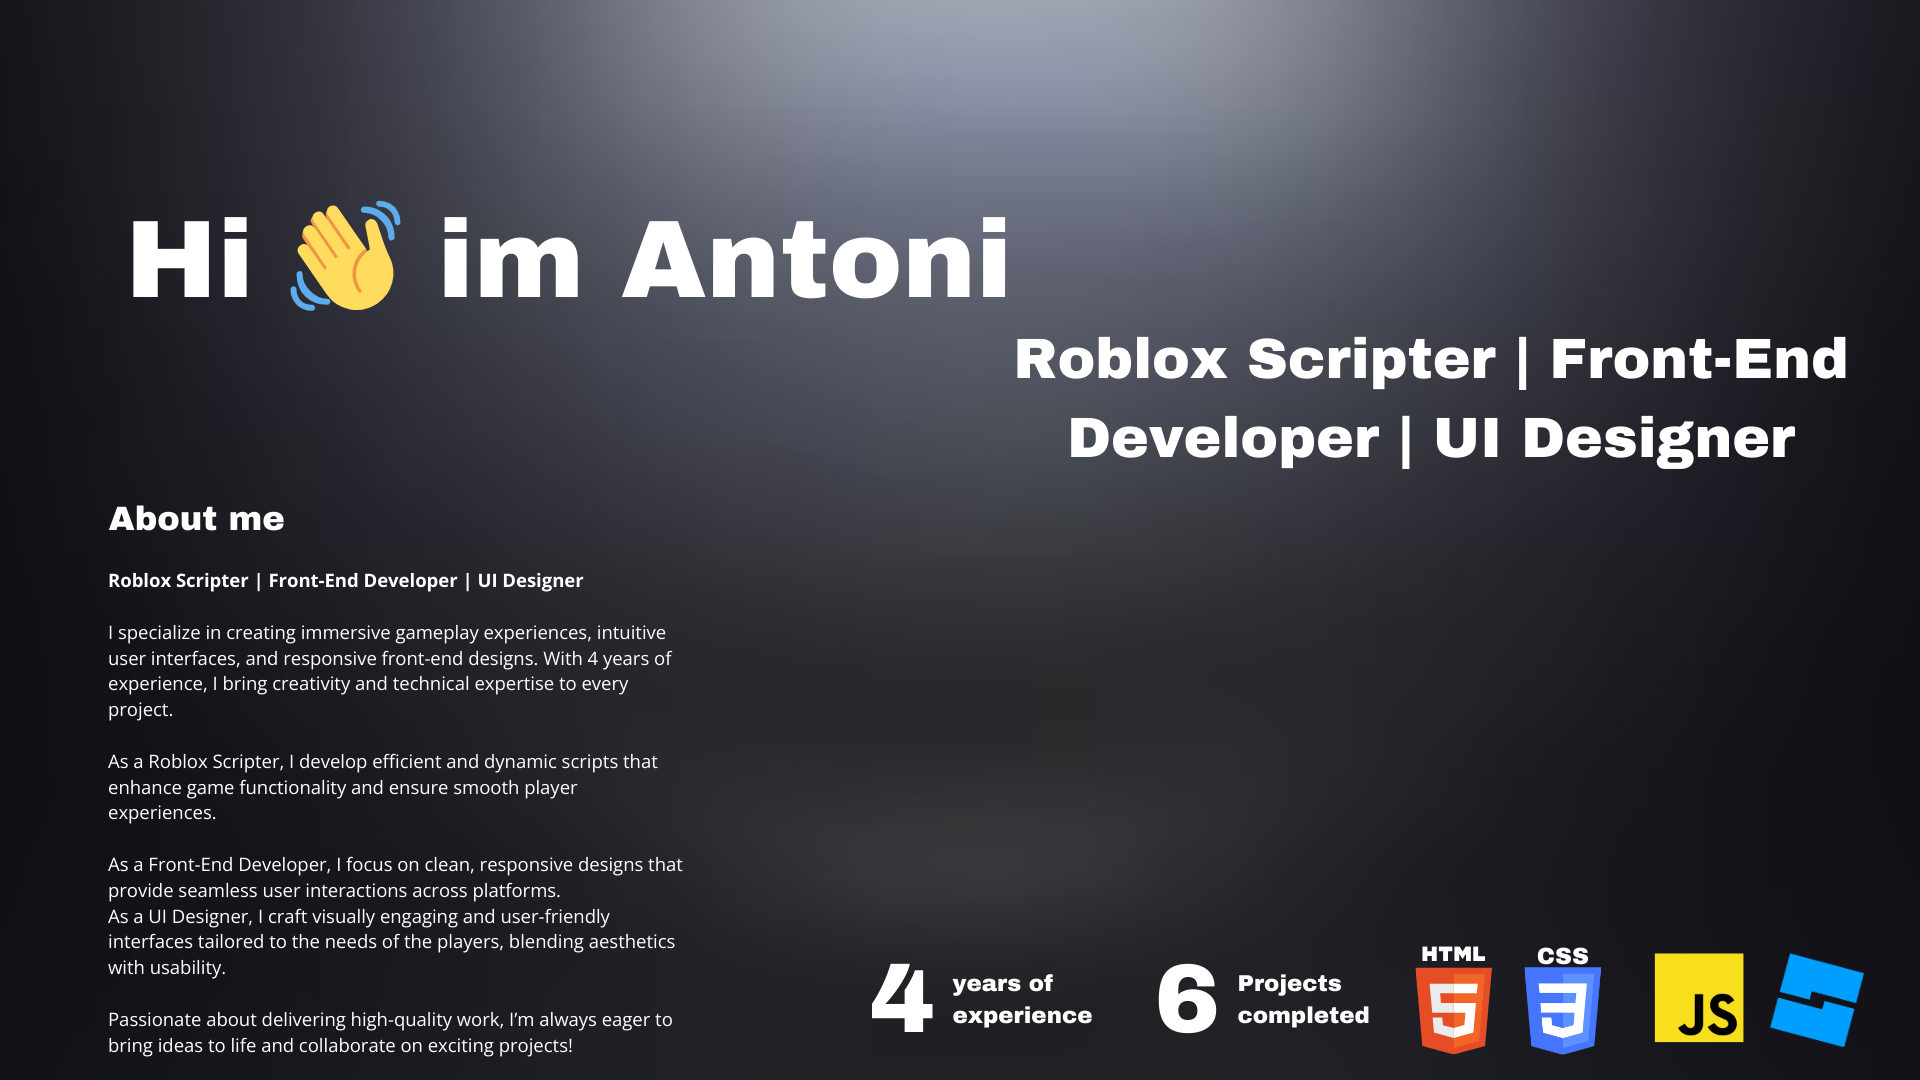 Hi 👋 im Antoni
Roblox Scripter | Front-End
Developer | UI Designer
About me
Roblox Scripter | Front-End Developer | UI Designer
I specialize in creating immersive gameplay experiences, intuitive
user interfaces, and responsive front-end designs. With 4 years of
experience, I bring creativity and technical expertise to every
project.
As a Roblox Scripter, I develop efficient and dynamic scripts that
enhance game functionality and ensure smooth player
experiences.
As a Front-End Developer, I focus on clean, responsive designs that
provide seamless user interactions across platforms.
As a UI Designer, I craft visually engaging and user-friendly
interfaces tailored to the needs of the players, blending aesthetics
with usability.
Passionate about delivering high-quality work, I’m always eager to
bring ideas to life and collaborate on exciting projects!
4
years of
experience
6
Projects
completed
HTML
5
CSS
3
JS